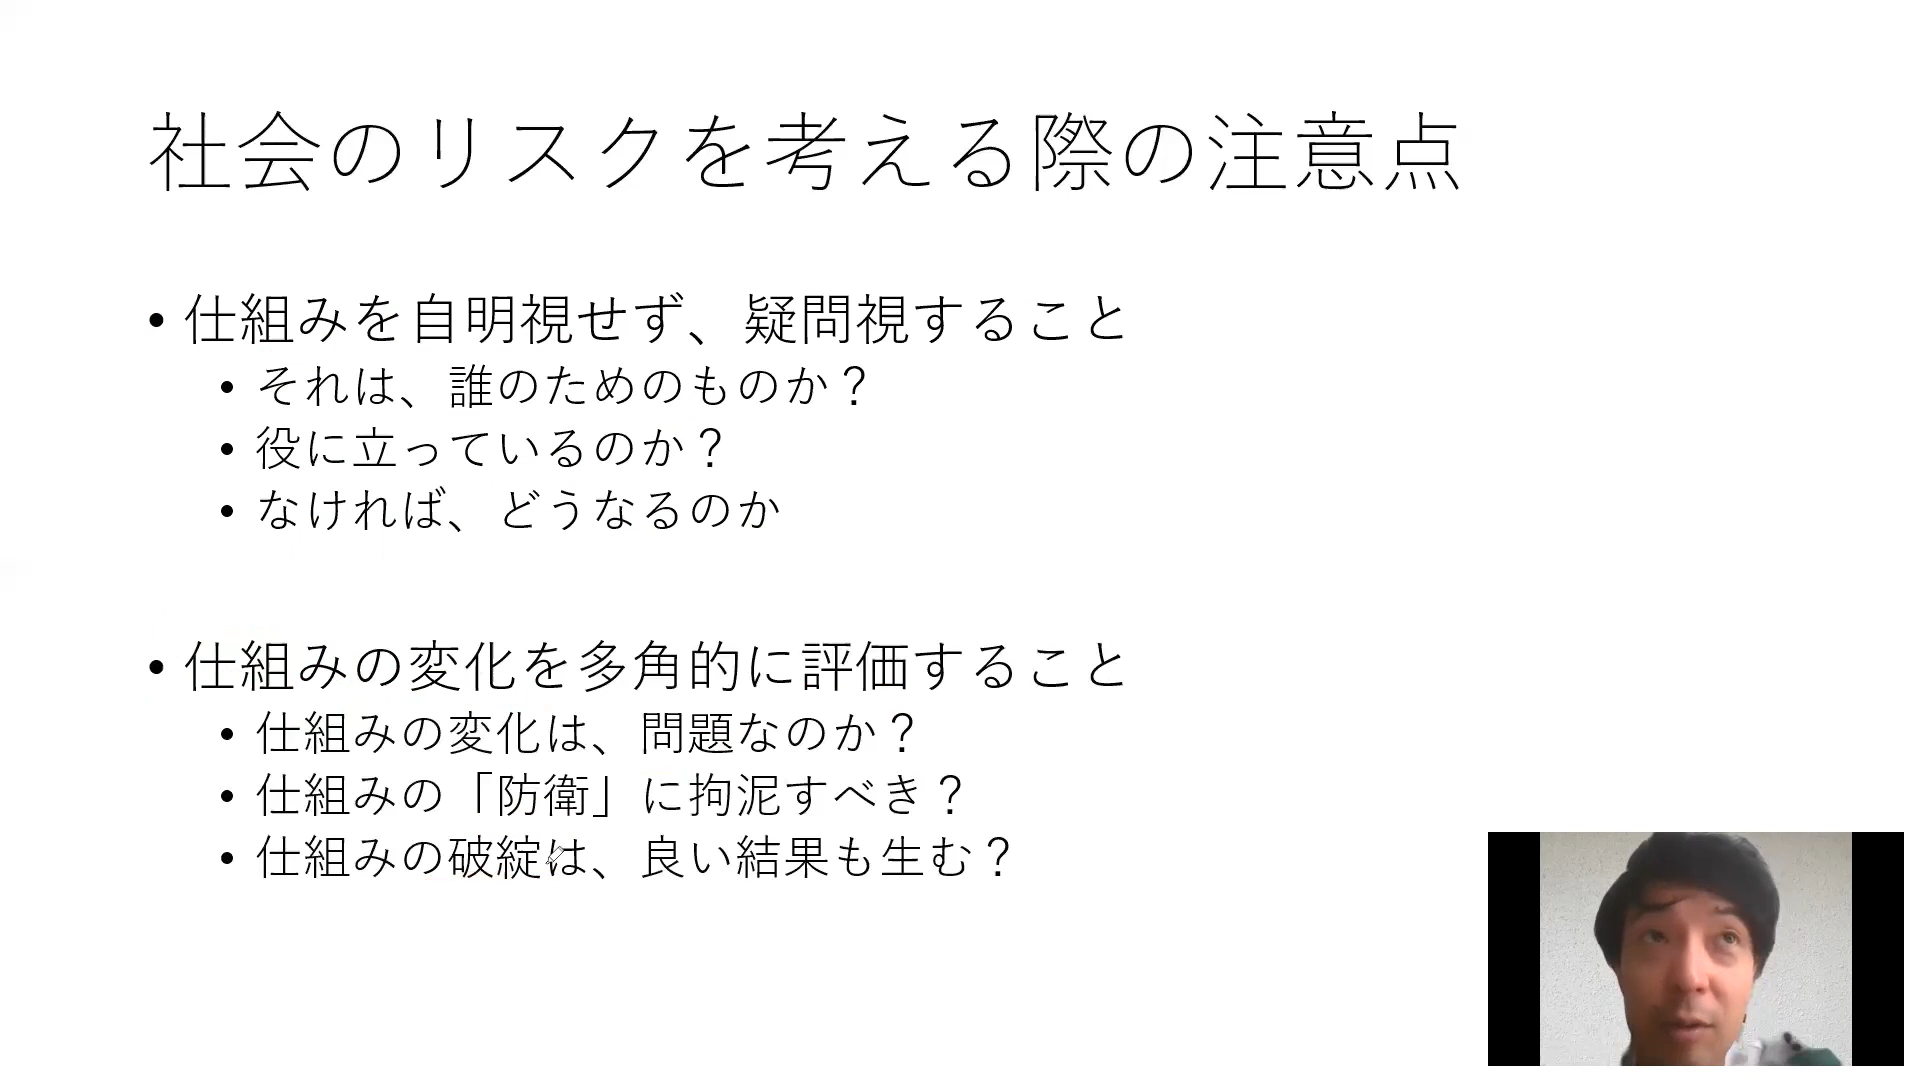 社会のリスクを考える際の注意点
• 仕組みを自明視せず、疑問視すること
• それは、誰のためのものか？
• 役に立っているのか？
• なければ、どうなるのか
• 仕組みの変化を多角的に評価すること
• 仕組みの変化は、問題なのか？
• 仕組みの「防衛」に拘泥すべき？
• 仕組みの破綻は、良い結果も生む？